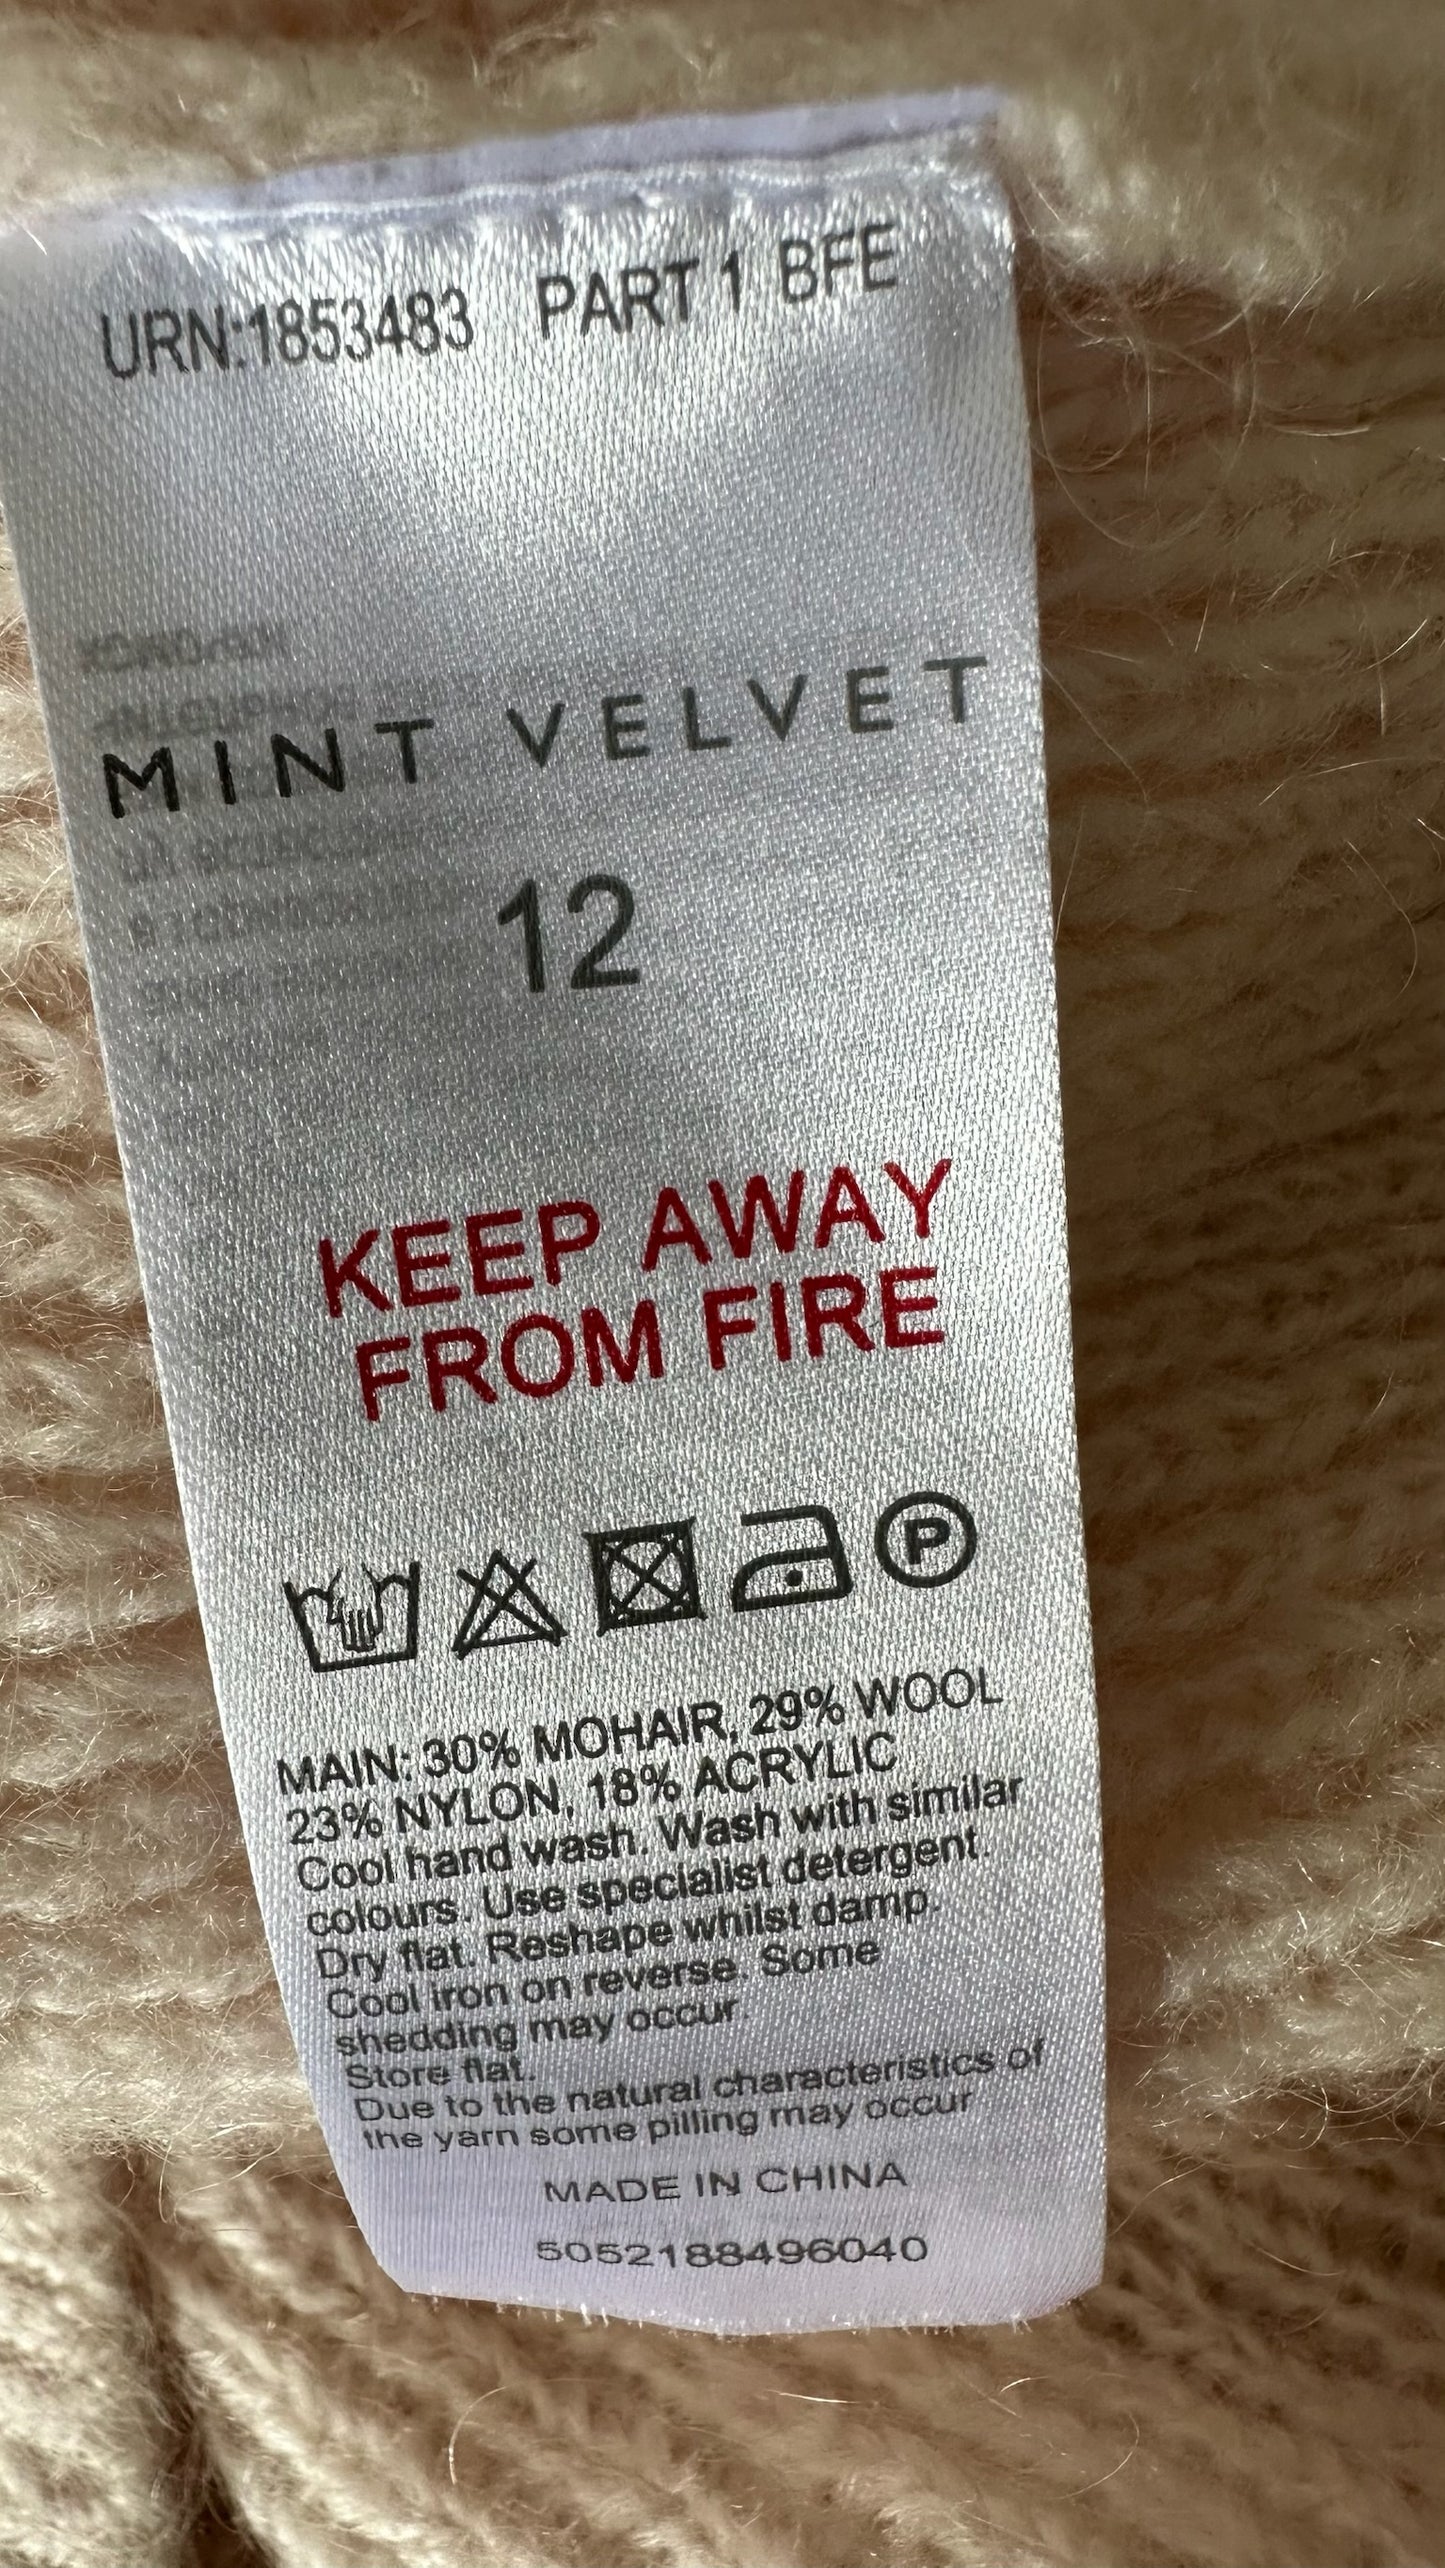 URN:1853483 PART 1 BFE
MINT VELVET
12
KEEP AWAY
FROM FIRE
P
MAIN: 30% MOHAIR, 29% WOOL
23% NYLON, 18% ACRYLIC
Cool hand wash. Wash with similar
colours. Use specialist detergent.
Dry flat. Reshape whilst damp.
Cool iron on reverse. Some
shedding may occur.
Store flat.
Due to the natural characteristics of
the yarn some pilling may occur
MADE IN CHINA
5052188496040